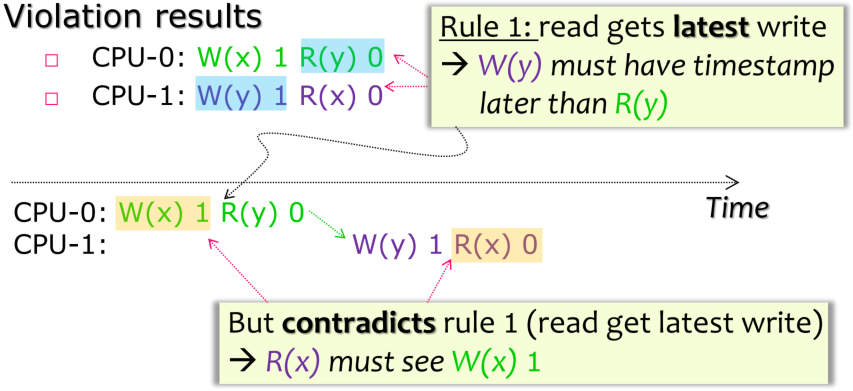 Violation results
CPU-0: W(x) 1 R(y) 0
CPU-1: W(y) 1 R(x) 0
Rule 1: read gets latest write
→ W(y) must have timestamp
later than R(y)
Time
CPU-0: W(x) 1 R(y) 0
CPU-1: W(y) 1 R(x) 0
But contradicts rule 1 (read get latest write)
→ R(x) must see W(x) 1